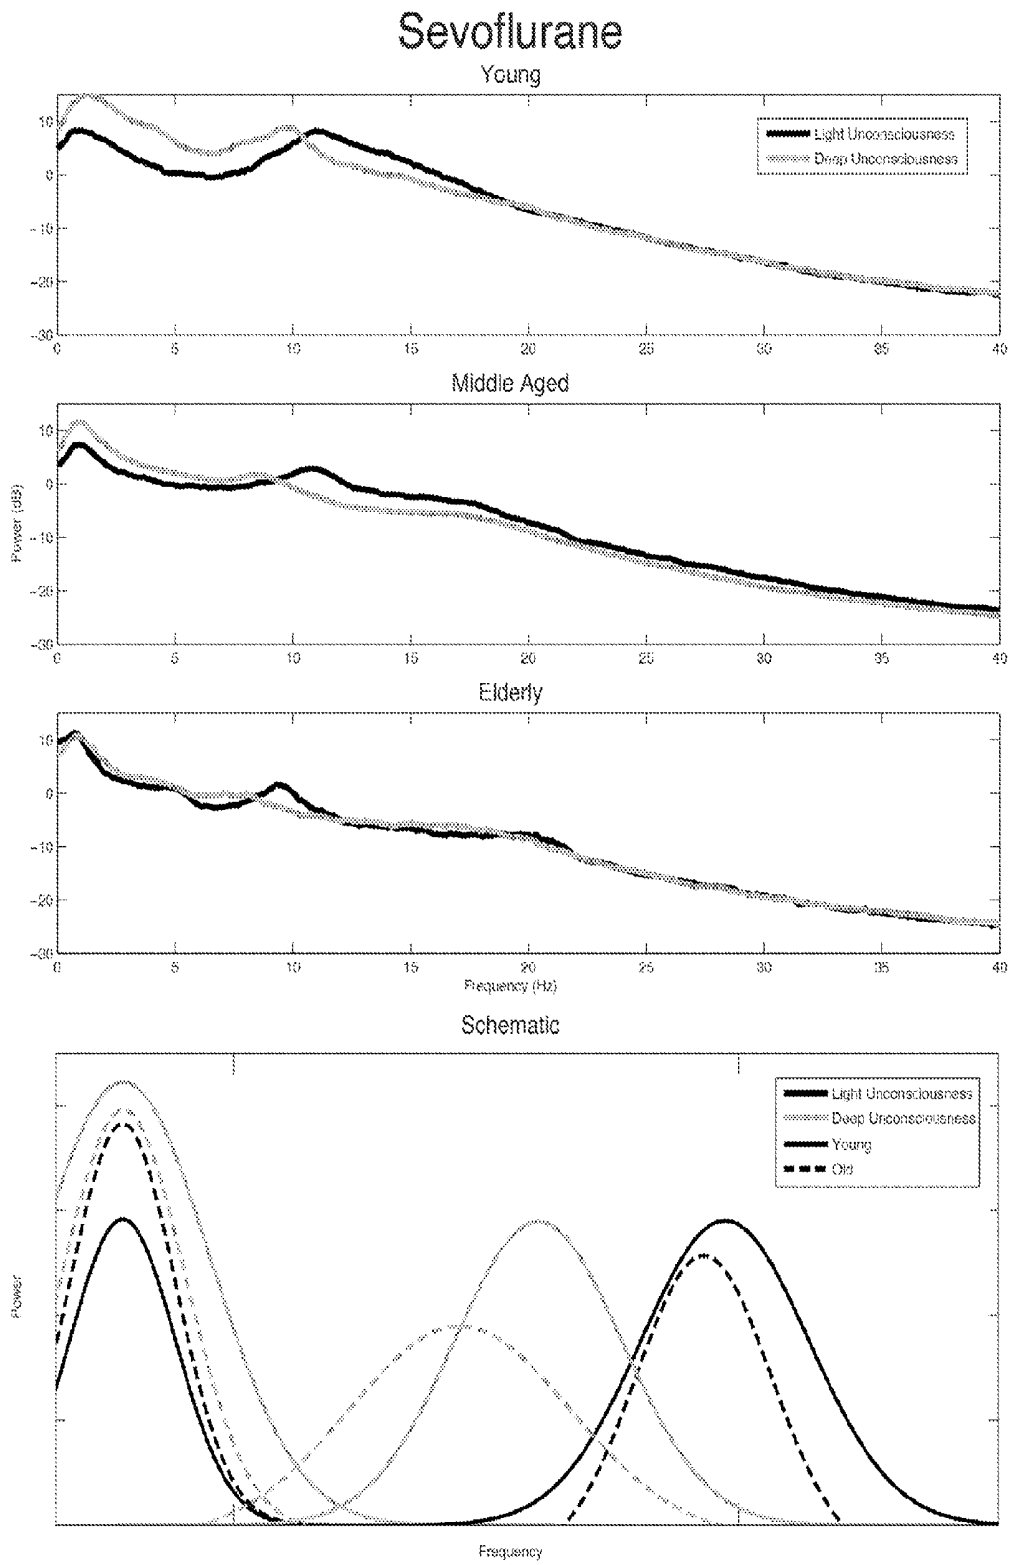 Sevoflurane
Young
10
0
-10
-20
-30
0 5 10 15 20 25 30 35 40
Light Unconsciousness
Deep Unconsciousness
Middle Aged
10
0
-10
-20
-30
0 5 10 15 20 25 30 35 40
Power (dB)
Elderly
10
0
-10
-20
-30
0 5 10 15 20 25 30 35 40
Frequency (Hz)
Schematic
Light Unconsciousness
Deep Unconsciousness
Young
Old
Power
Frequency